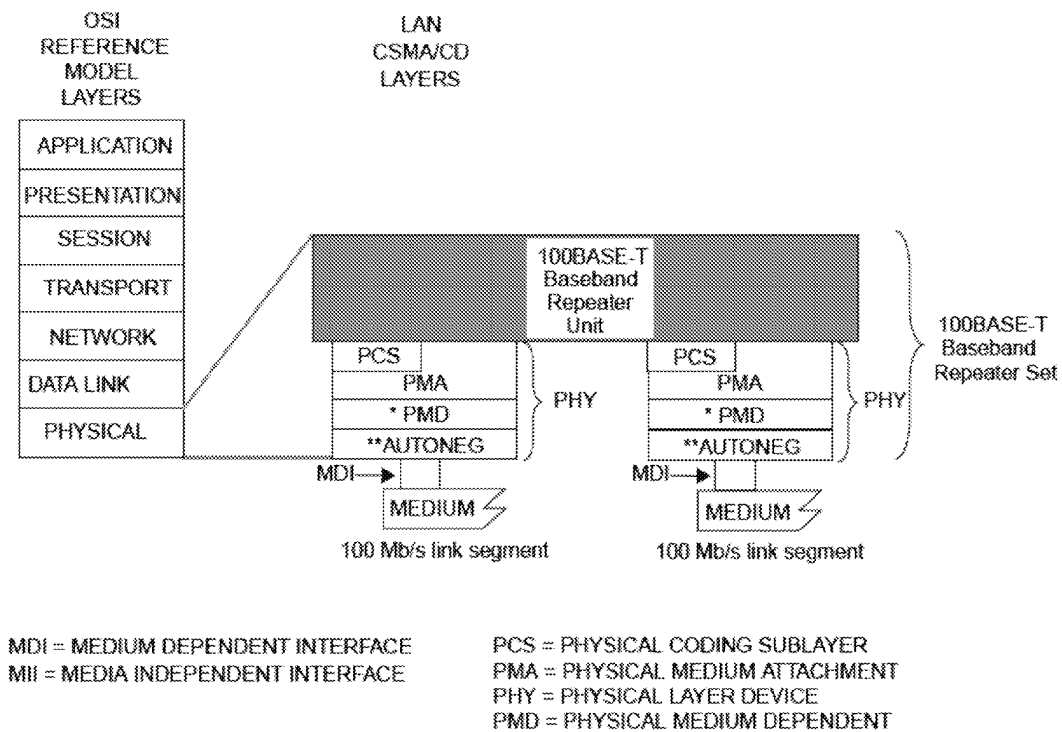 OSI
REFERENCE
MODEL
LAYERS
LAN
CSMA/CD
LAYERS
APPLICATION
PRESENTATION
SESSION
TRANSPORT
NETWORK
DATA LINK
PHYSICAL
100BASE-T
Baseband
Repeater
Unit
PCS
PMA
* PMD
**AUTONEG
PHY
MDI
MEDIUM
100 Mb/s link segment
PCS
PMA
* PMD
**AUTONEG
PHY
MDI
MEDIUM
100 Mb/s link segment
100BASE-T
Baseband
Repeater Set
MDI = MEDIUM DEPENDENT INTERFACE
MII = MEDIA INDEPENDENT INTERFACE
PCS = PHYSICAL CODING SUBLAYER
PMA = PHYSICAL MEDIUM ATTACHMENT
PHY = PHYSICAL LAYER DEVICE
PMD = PHYSICAL MEDIUM DEPENDENT